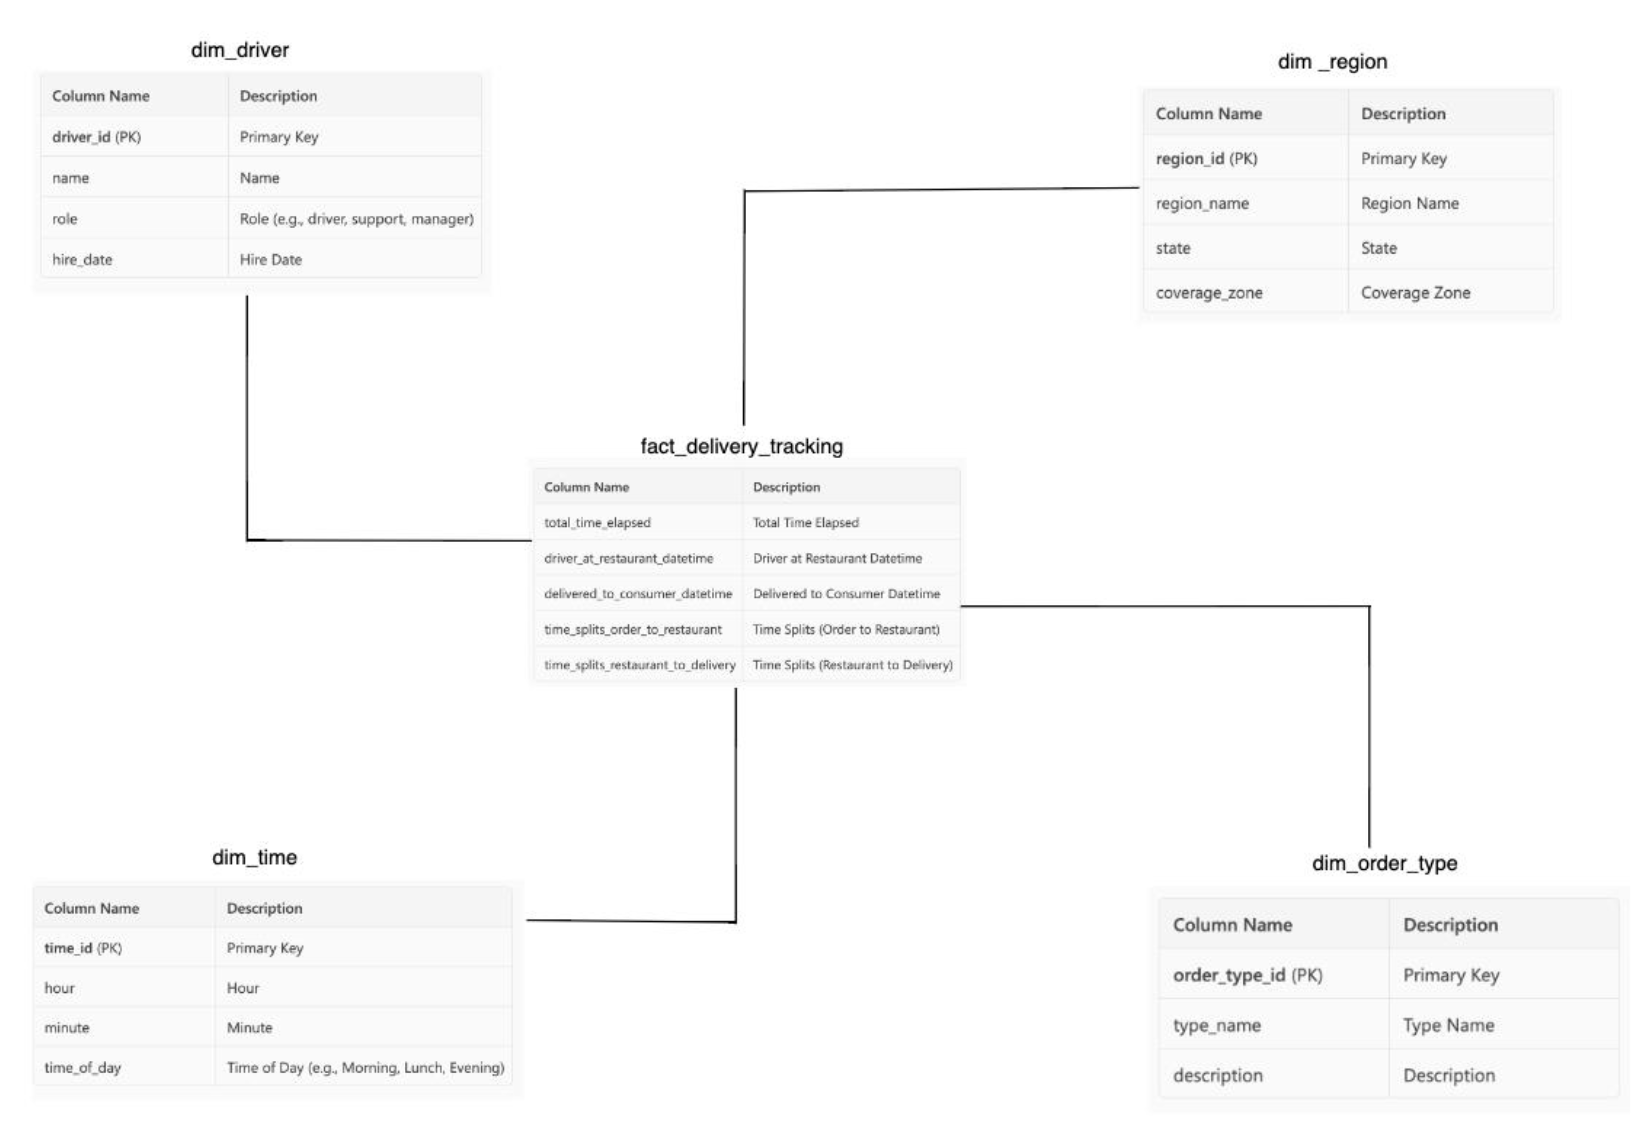 dim_driver
Column Name Description
driver_id (PK) Primary Key
name Name
role Role (e.g., driver, support, manager)
hire_date Hire Date
dim _region
Column Name Description
region_id (PK) Primary Key
region_name Region Name
state State
coverage_zone Coverage Zone
fact_delivery_tracking
Column Name Description
total_time_elapsed Total Time Elapsed
driver_at_restaurant_datetime Driver at Restaurant Datetime
delivered_to_consumer_datetime Delivered to Consumer Datetime
time_splits_order_to_restaurant Time Splits (Order to Restaurant)
time_splits_restaurant_to_delivery Time Splits (Restaurant to Delivery)
dim_time
Column Name Description
time_id (PK) Primary Key
hour Hour
minute Minute
time_of_day Time of Day (e.g., Morning, Lunch, Evening)
dim_order_type
Column Name Description
order_type_id (PK) Primary Key
type_name Type Name
description Description